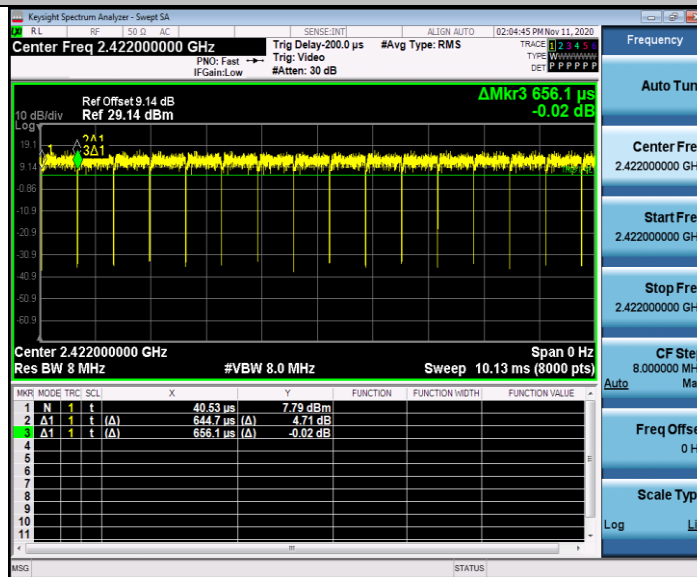 Keysight Spectrum Analyzer - Swept SA
RL RF 50 Ω AC SENSE:INT ALIGN AUTO 02:04:45 PM Nov 11, 2020
Center Freq 2.422000000 GHz
PNO: Fast
IFGain:Low
Trig Delay-200.0 µs
Trig: Video
#Atten: 30 dB
#Avg Type: RMS
TRACE 1 2 3 4 5 6
TYPE WWWWWW
DET P P P P P P
ΔMkr3 656.1 µs
-0.02 dB
Ref Offset 9.14 dB
10 dB/div Ref 29.14 dBm
Log
19.1
9.14
-0.86
-10.9
-20.9
-30.9
-40.9
-50.9
-60.9
1
2Δ1
3Δ1
Center 2.422000000 GHz Span 0 Hz
Res BW 8 MHz #VBW 8.0 MHz Sweep 10.13 ms (8000 pts)
MKR MODE TRC SCL X Y FUNCTION FUNCTION WIDTH FUNCTION VALUE
1 N 1 t 40.53 µs 7.79 dBm
2 Δ1 1 t (Δ) 644.7 µs (Δ) 4.71 dB
3 Δ1 1 t (Δ) 656.1 µs (Δ) -0.02 dB
4
5
6
7
8
9
10
11
MSG STATUS
Frequency
Auto Tun
Center Fre
2.422000000 GH
Start Fre
2.422000000 GH
Stop Fre
2.422000000 GH
CF Ste
8.000000 MH
Auto Ma
Freq Offse
0 H
Scale Typ
Log Li